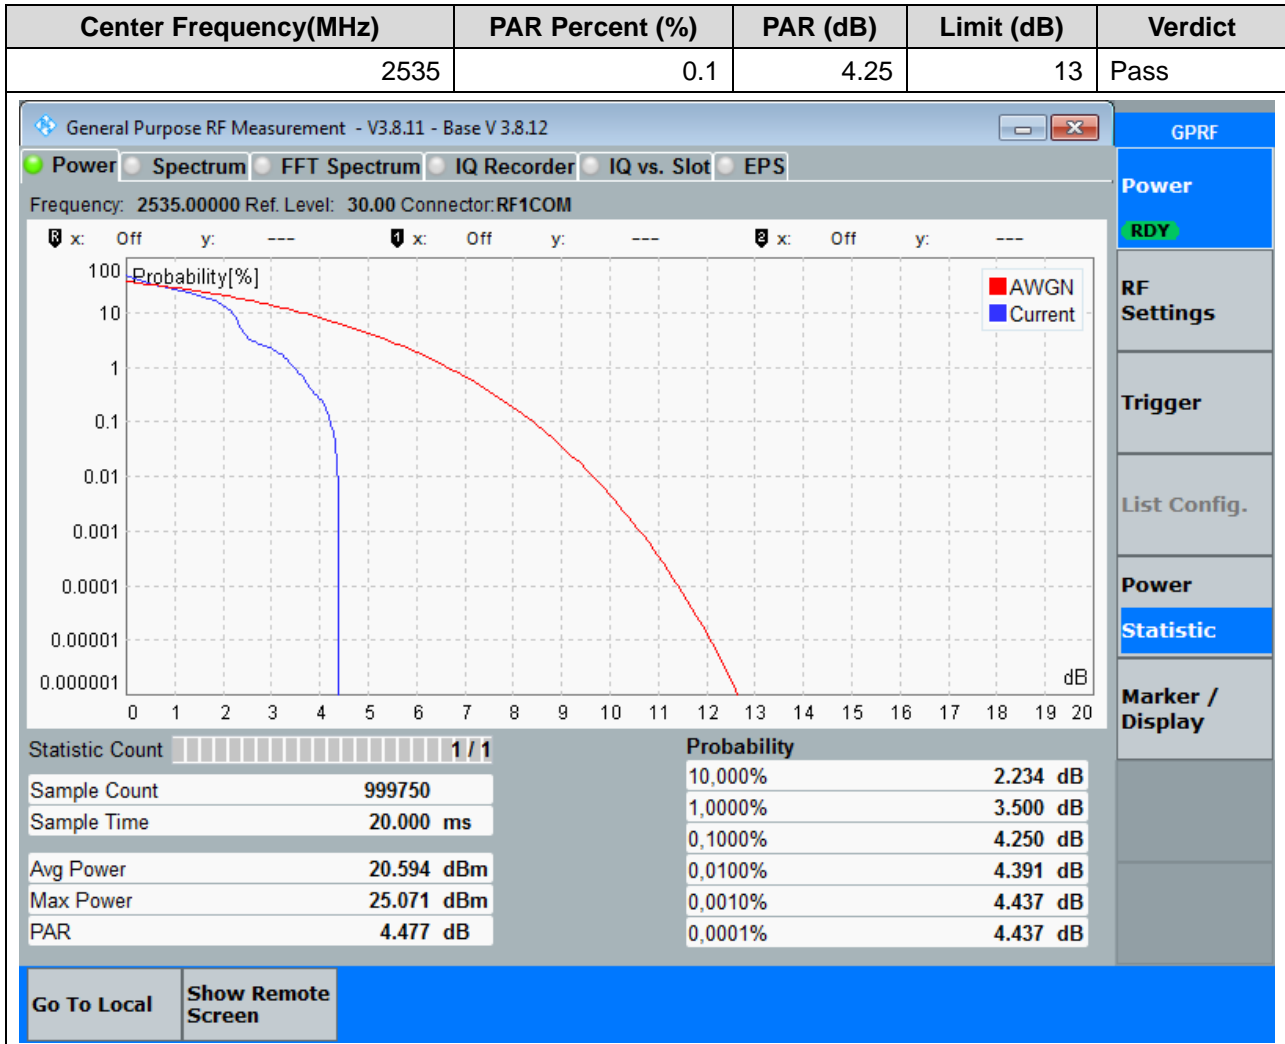 Center Frequency(MHz) PAR Percent (%) PAR (dB) Limit (dB) Verdict
2535 0.1 4.25 13 Pass
General Purpose RF Measurement - V3.8.11 - Base V 3.8.12
GPRF
Power Spectrum FFT Spectrum IQ Recorder IQ vs. Slot EPS
Power
RDY
Frequency: 2535.00000 Ref. Level: 30.00 Connector:RF1COM
R x: Off y: --- 1 x: Off y: --- 2 x: Off y: ---
Probability[%]
AWGN
Current
100
10
1
0.1
0.01
0.001
0.0001
0.00001
0.000001
dB
0 1 2 3 4 5 6 7 8 9 10 11 12 13 14 15 16 17 18 19 20
RF
Settings
Trigger
List Config.
Power
Statistic
Marker /
Display
Statistic Count 1 / 1
Sample Count 999750
Sample Time 20.000 ms
Avg Power 20.594 dBm
Max Power 25.071 dBm
PAR 4.477 dB
Probability
10,000% 2.234 dB
1,0000% 3.500 dB
0,1000% 4.250 dB
0,0100% 4.391 dB
0,0010% 4.437 dB
0,0001% 4.437 dB
Go To Local
Show Remote
Screen